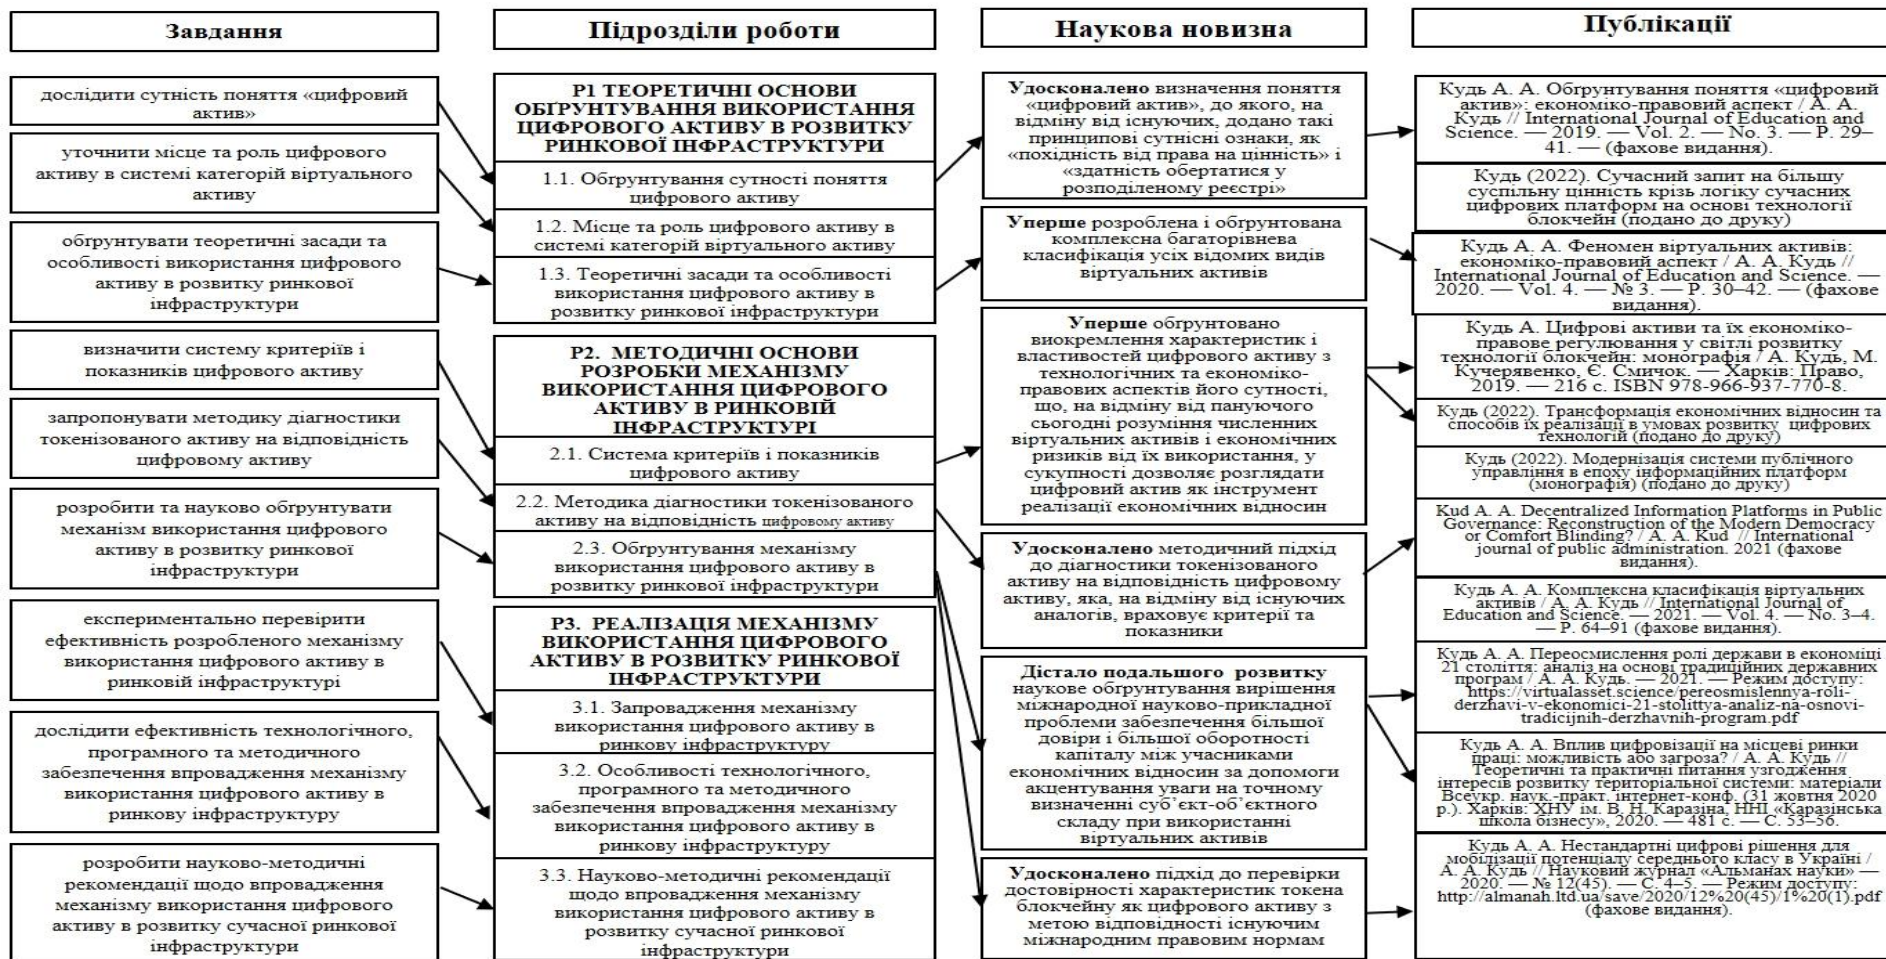 Завдання
дослідити сутність поняття «цифровий
актив»
уточнити місце та роль цифрового
активу в системі категорій віртуального
активу
обґрунтувати теоретичні засади та
особливості використання цифрового
активу в розвитку ринкової
інфраструктури
визначити систему критеріїв і
показників цифрового активу
запропонувати методику діагностики
токенізованого активу на відповідність
цифровому активу
розробити та науково обґрунтувати
механізм використання цифрового
активу в розвитку ринкової
інфраструктури
експериментально перевірити
ефективність розробленого механізму
використання цифрового активу в
ринковій інфраструктурі
дослідити ефективність технологічного,
програмного та методичного
забезпечення впровадження механізму
використання цифрового активу в
ринкову інфраструктуру
розробити науково-методичні
рекомендації щодо впровадження
механізму використання цифрового
активу в розвитку сучасної ринкової
інфраструктури
Підрозділи роботи
Р1 ТЕОРЕТИЧНІ ОСНОВИ
ОБҐРУНТУВАННЯ ВИКОРИСТАННЯ
ЦИФРОВОГО АКТИВУ В РОЗВИТКУ
РИНКОВОЇ ІНФРАСТРУКТУРИ
1.1. Обґрунтування сутності поняття
цифрового активу
1.2. Місце та роль цифрового активу в
системі категорій віртуального активу
1.3. Теоретичні засади та особливості
використання цифрового активу в
розвитку ринкової інфраструктури
Р2. МЕТОДИЧНІ ОСНОВИ
РОЗРОБКИ МЕХАНІЗМУ
ВИКОРИСТАННЯ ЦИФРОВОГО
АКТИВУ В РИНКОВІЙ
ІНФРАСТРУКТУРІ
2.1. Система критеріїв і показників
цифрового активу
2.2. Методика діагностики токенізованого
активу на відповідність цифровому активу
2.3. Обґрунтування механізму
використання цифрового активу в
розвитку ринкової інфраструктури
Р3. РЕАЛІЗАЦІЯ МЕХАНІЗМУ
ВИКОРИСТАННЯ ЦИФРОВОГО
АКТИВУ В РОЗВИТКУ РИНКОВОЇ
ІНФРАСТРУКТУРИ
3.1. Запровадження механізму
використання цифрового активу в
ринкову інфраструктуру
3.2. Особливості технологічного,
програмного та методичного
забезпечення впровадження механізму
використання цифрового активу в
ринкову інфраструктуру
3.3. Науково-методичні рекомендації
щодо впровадження механізму
використання цифрового активу в
розвитку сучасної ринкової
інфраструктури
Наукова новизна
Удосконалено визначення поняття
«цифровий актив», до якого, на
відміну від існуючих, додано такі
принципові сутнісні ознаки, як
«похідність від права на цінність» і
«здатність обертатися у
розподіленому реєстрі»
Уперше розроблена і обґрунтована
комплексна багаторівнева
класифікація усіх відомих видів
віртуальних активів
Уперше обґрунтовано
виокремлення характеристик і
властивостей цифрового активу з
технологічних та економіко-
правових аспектів його сутності,
що, на відміну від пануючого
сьогодні розуміння численних
віртуальних активів і економічних
ризиків від їх використання, у
сукупності дозволяє розглядати
цифровий актив як інструмент
реалізації економічних відносин
Удосконалено методичний підхід
до діагностики токенізованого
активу на відповідність цифровому
активу, яка, на відміну від існуючих
аналогів, враховує критерії та
показники
Дістало подальшого розвитку
наукове обґрунтування вирішення
міжнародної науково-прикладної
проблеми забезпечення більшої
довіри і більшої оборотності
капіталу між учасниками
економічних відносин за допомоги
акцентування уваги на точному
визначенні суб’єкт-об’єктного
складу при використанні
віртуальних активів
Удосконалено підхід до перевірки
достовірності характеристик токена
блокчейну як цифрового активу з
метою відповідності існуючим
міжнародним правовим нормам
Публікації
Кудь А. А. Обґрунтування поняття «цифровий
актив»: економіко-правовий аспект / А. А.
Кудь // International Journal of Education and
Science. — 2019. — Vol. 2. — No. 3. — P. 29–
41. — (фахове видання).
Кудь (2022). Сучасний запит на більшу
суспільну цінність крізь логіку сучасних
цифрових платформ на основі технології
блокчейн (подано до друку)
Кудь А. А. Феномен віртуальних активів:
економіко-правовий аспект / А. А. Кудь //
International Journal of Education and Science. —
2020. — Vol. 4. — № 3. — P. 30–42. — (фахове
видання).
Кудь А. Цифрові активи та їх економіко-
правове регулювання у світлі розвитку
технології блокчейн: монографія / А. Кудь, М.
Кучерявенко, Є. Смичок. — Харків: Право,
2019. — 216 с. ISBN 978-966-937-770-8.
Кудь (2022). Трансформація економічних відносин та
способів їх реалізації в умовах розвитку цифрових
технологій (подано до друку)
Кудь (2022). Модернізація системи публічного
управління в епоху інформаційних платформ
(монографія) (подано до друку)
Kud A. A. Decentralized Information Platforms in Public
Governance: Reconstruction of the Modern Democracy
or Comfort Blinding? / A. A. Kud // International
journal of public administration. 2021 (фахове
видання).
Кудь А. А. Комплексна класифікація віртуальних
активів / А. А. Кудь // International Journal of
Education and Science. — 2021. — Vol. 4. — No. 3–4.
— P. 64–91 (фахове видання).
Кудь А. А. Переосмислення ролі держави в економіці
21 століття: аналіз на основі традиційних державних
програм / А. А. Кудь. — 2021. — Режим доступу:
https://virtualasset.science/pereosmislennya-roli-
derzhavi-v-ekonomici-21-stolittya-analiz-na-osnovi-
tradicijnih-derzhavnih-program.pdf
Кудь А. А. Вплив цифровізації на місцеві ринки
праці: можливість або загроза? / А. А. Кудь //
Теоретичні та практичні питання узгодження
інтересів розвитку територіальної системи: матеріали
Всеукр. наук.-практ. інтернет-конф. (31 жовтня 2020
р.). Харків: ХНУ ім. В. Н. Каразіна, ННІ «Каразінська
школа бізнесу», 2020. — 481 с. — С. 53–56.
Кудь А. А. Нестандартні цифрові рішення для
мобілізації потенціалу середнього класу в Україні /
А. А. Кудь // Науковий журнал «Альманах науки» —
2020. — № 12(45). — С. 4–5. — Режим доступу:
http://almanah.ltd.ua/save/2020/12%20(45)/1%20(1).pdf
(фахове видання).